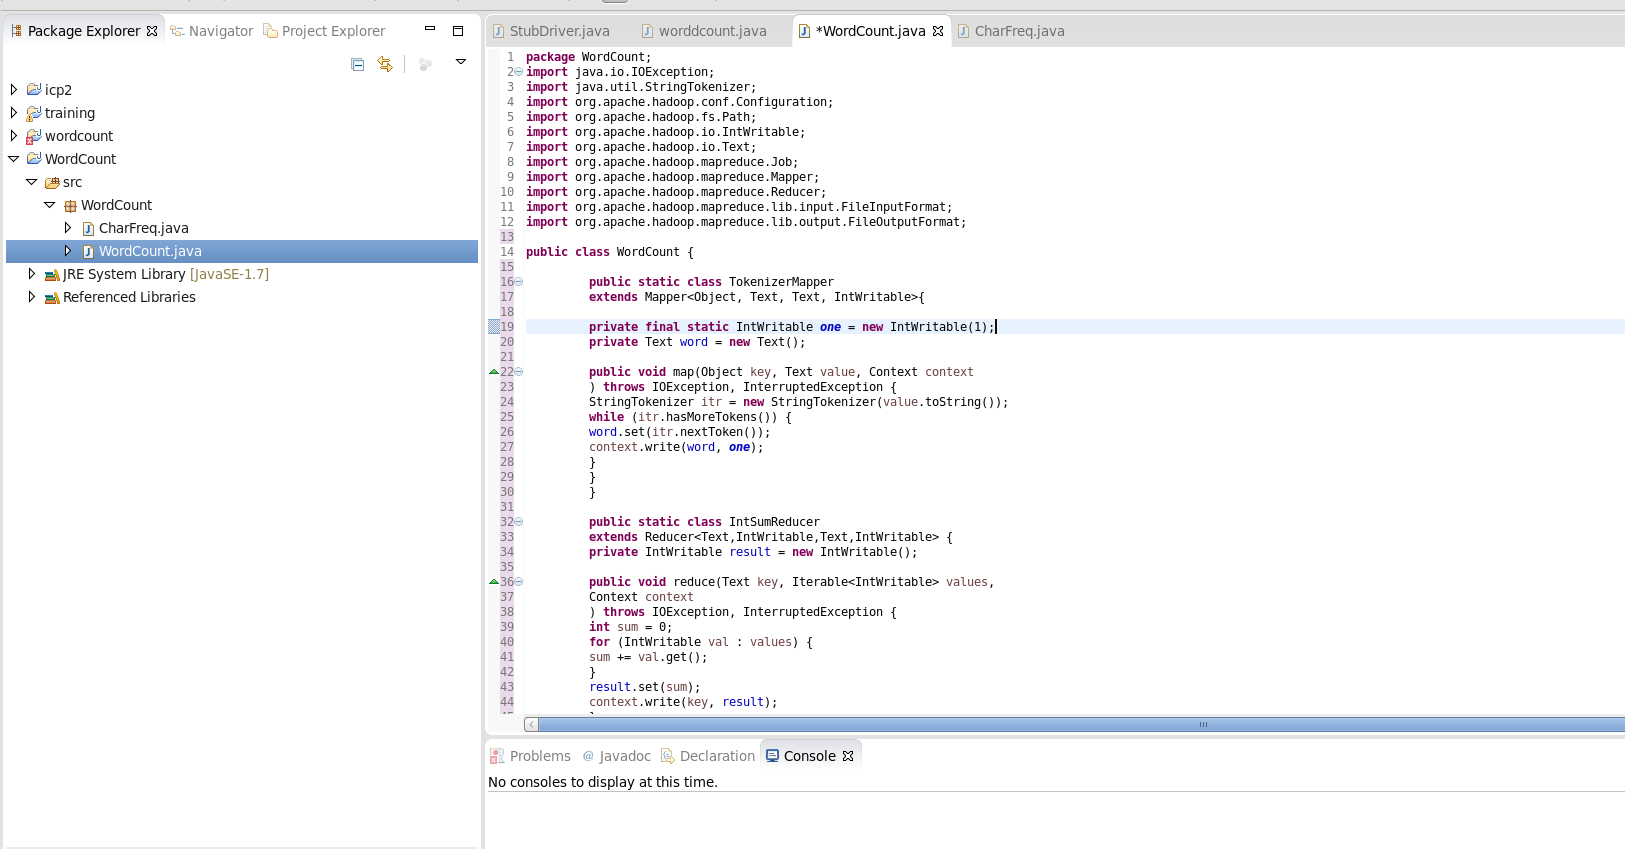 Package Explorer
Navigator
Project Explorer
icp2
training
wordcount
WordCount
src
WordCount
CharFreq.java
WordCount.java
JRE System Library [JavaSE-1.7]
Referenced Libraries
StubDriver.java
worddcount.java
*WordCount.java
CharFreq.java
1 package WordCount;
2 import java.io.IOException;
3 import java.util.StringTokenizer;
4 import org.apache.hadoop.conf.Configuration;
5 import org.apache.hadoop.fs.Path;
6 import org.apache.hadoop.io.IntWritable;
7 import org.apache.hadoop.io.Text;
8 import org.apache.hadoop.mapreduce.Job;
9 import org.apache.hadoop.mapreduce.Mapper;
10 import org.apache.hadoop.mapreduce.Reducer;
11 import org.apache.hadoop.mapreduce.lib.input.FileInputFormat;
12 import org.apache.hadoop.mapreduce.lib.output.FileOutputFormat;
13
14 public class WordCount {
15
16 public static class TokenizerMapper
17 extends Mapper<Object, Text, Text, IntWritable>{
18
19 private final static IntWritable one = new IntWritable(1);
20 private Text word = new Text();
21
22 public void map(Object key, Text value, Context context
23 ) throws IOException, InterruptedException {
24 StringTokenizer itr = new StringTokenizer(value.toString());
25 while (itr.hasMoreTokens()) {
26 word.set(itr.nextToken());
27 context.write(word, one);
28 }
29 }
30 }
31
32 public static class IntSumReducer
33 extends Reducer<Text,IntWritable,Text,IntWritable> {
34 private IntWritable result = new IntWritable();
35
36 public void reduce(Text key, Iterable<IntWritable> values,
37 Context context
38 ) throws IOException, InterruptedException {
39 int sum = 0;
40 for (IntWritable val : values) {
41 sum += val.get();
42 }
43 result.set(sum);
44 context.write(key, result);
Problems
@ Javadoc
Declaration
Console
No consoles to display at this time.